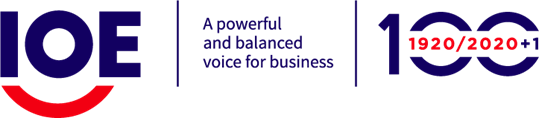 IOE
A powerful
and balanced
voice for business
100
1920/2020+1